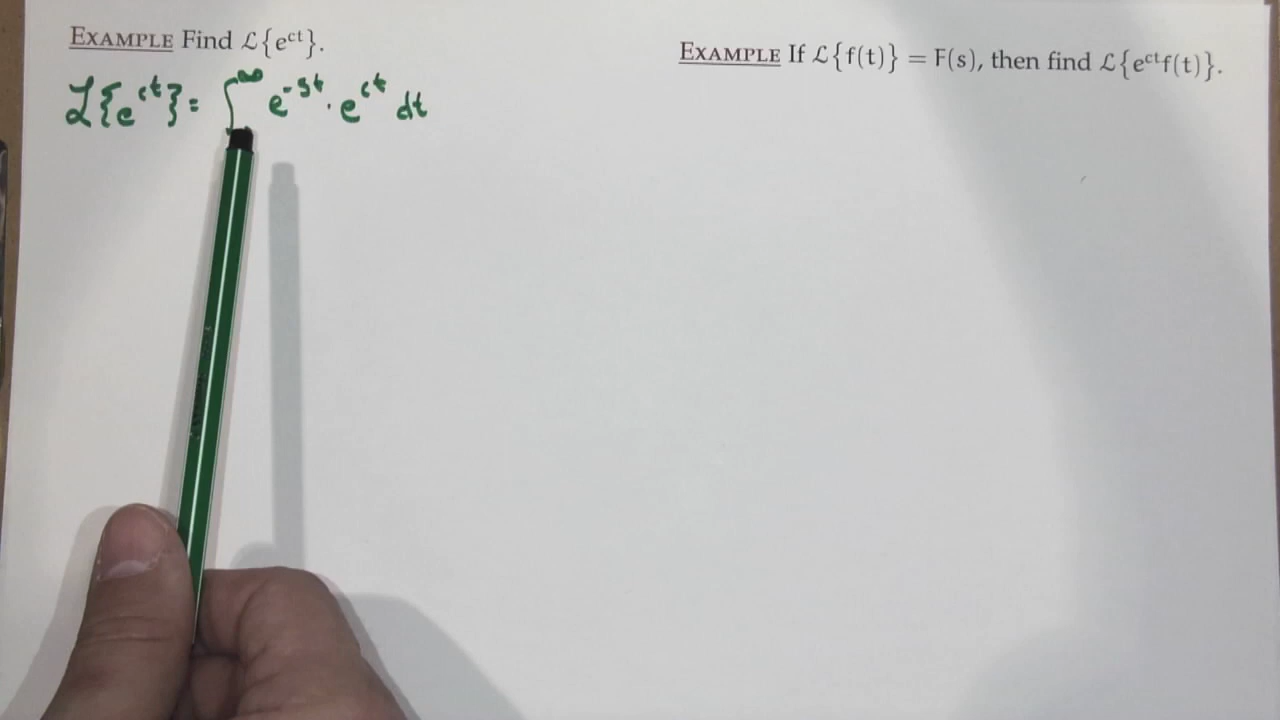 EXAMPLE Find ℒ{e^{ct}}.
ℒ{e^{ct}} = ∫^∞ e^{-st} · e^{ct} dt
EXAMPLE If ℒ{f(t)} = F(s), then find ℒ{e^{ct}f(t)}.